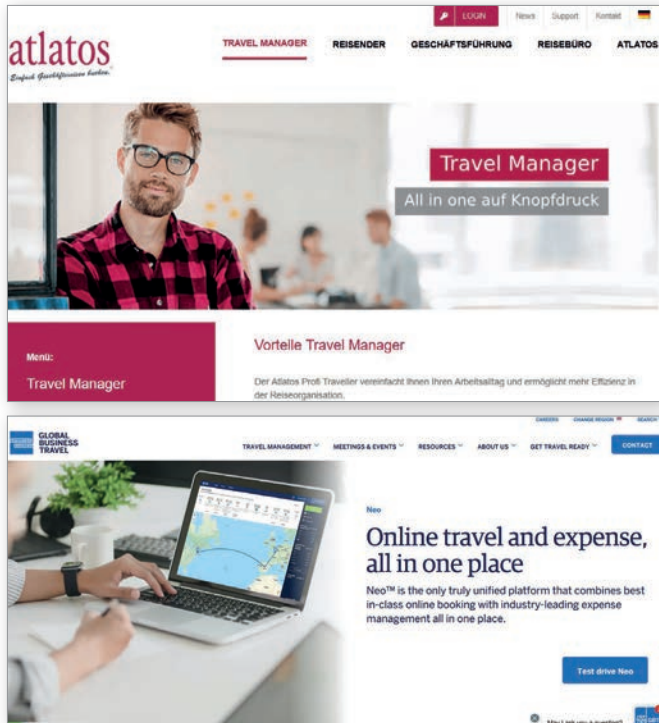 LOGIN News Support Kontakt
atlatos
Einfach Geschäftsreisen buchen.
TRAVEL MANAGER REISENDER GESCHÄFTSFÜHRUNG REISEBÜRO ATLATOS
Travel Manager
All in one auf Knopfdruck
Menü:
Travel Manager
Vorteile Travel Manager
Der Atlatos Profi Traveller vereinfacht Ihnen Ihren Arbeitsalltag und ermöglicht mehr Effizienz in
der Reiseorganisation.
CAREERS CHANGE REGION SEARCH
GLOBAL
BUSINESS
TRAVEL
TRAVEL MANAGEMENT MEETINGS & EVENTS RESOURCES ABOUT US GET TRAVEL READY CONTACT
Neo
Online travel and expense,
all in one place
Neo™ is the only truly unified platform that combines best
in-class online booking with industry-leading expense
management all in one place.
Test drive Neo
May I ask you a question?